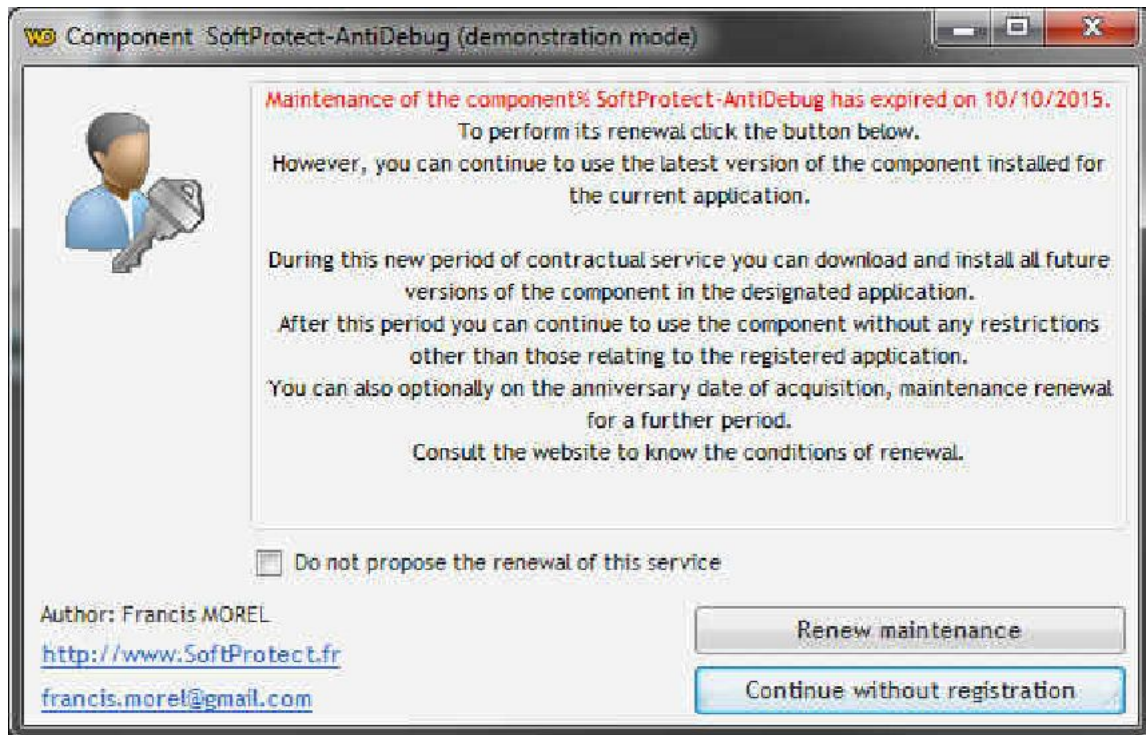 Component SoftProtect-AntiDebug (demonstration mode)
Maintenance of the component% SoftProtect-AntiDebug has expired on 10/10/2015.
To perform its renewal click the button below.
However, you can continue to use the latest version of the component installed for
the current application.
During this new period of contractual service you can download and install all future
versions of the component in the designated application.
After this period you can continue to use the component without any restrictions
other than those relating to the registered application.
You can also optionally on the anniversary date of acquisition, maintenance renewal
for a further period.
Consult the website to know the conditions of renewal.
Do not propose the renewal of this service
Author: Francis MOREL
Renew maintenance
http://www.SoftProtect.fr
francis.morel@gmail.com
Continue without registration